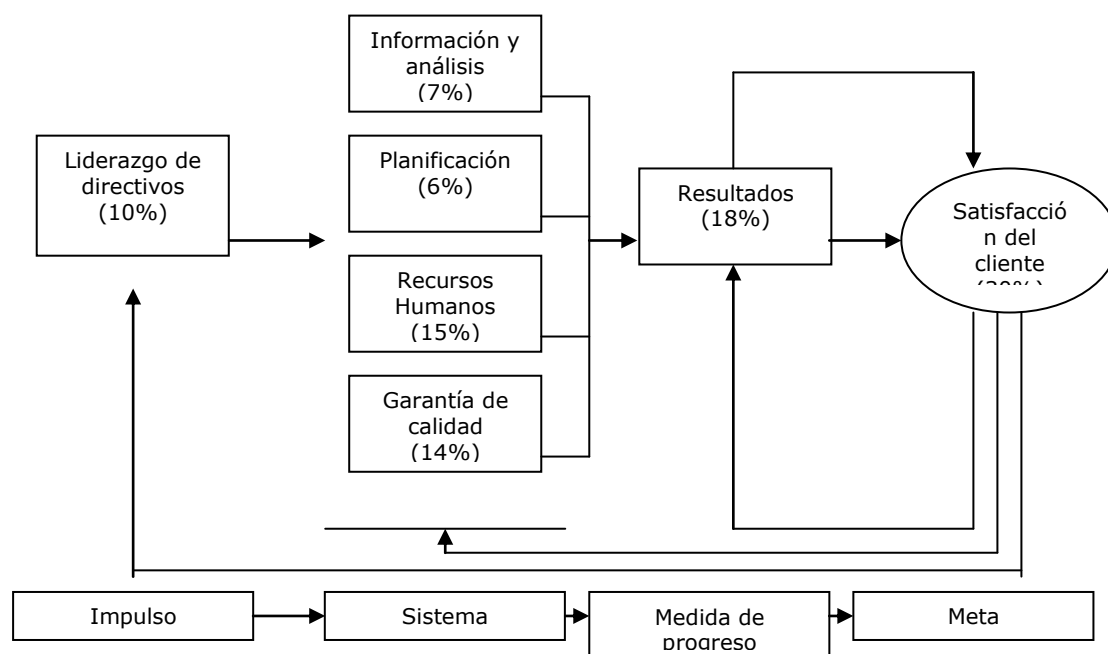 Información y
análisis
(7%)
Liderazgo de
directivos
(10%)
Planificación
(6%)
Resultados
(18%)
Satisfacció
n del
cliente
Recursos
Humanos
(15%)
Garantía de
calidad
(14%)
Impulso
Sistema
Medida de
progreso
Meta